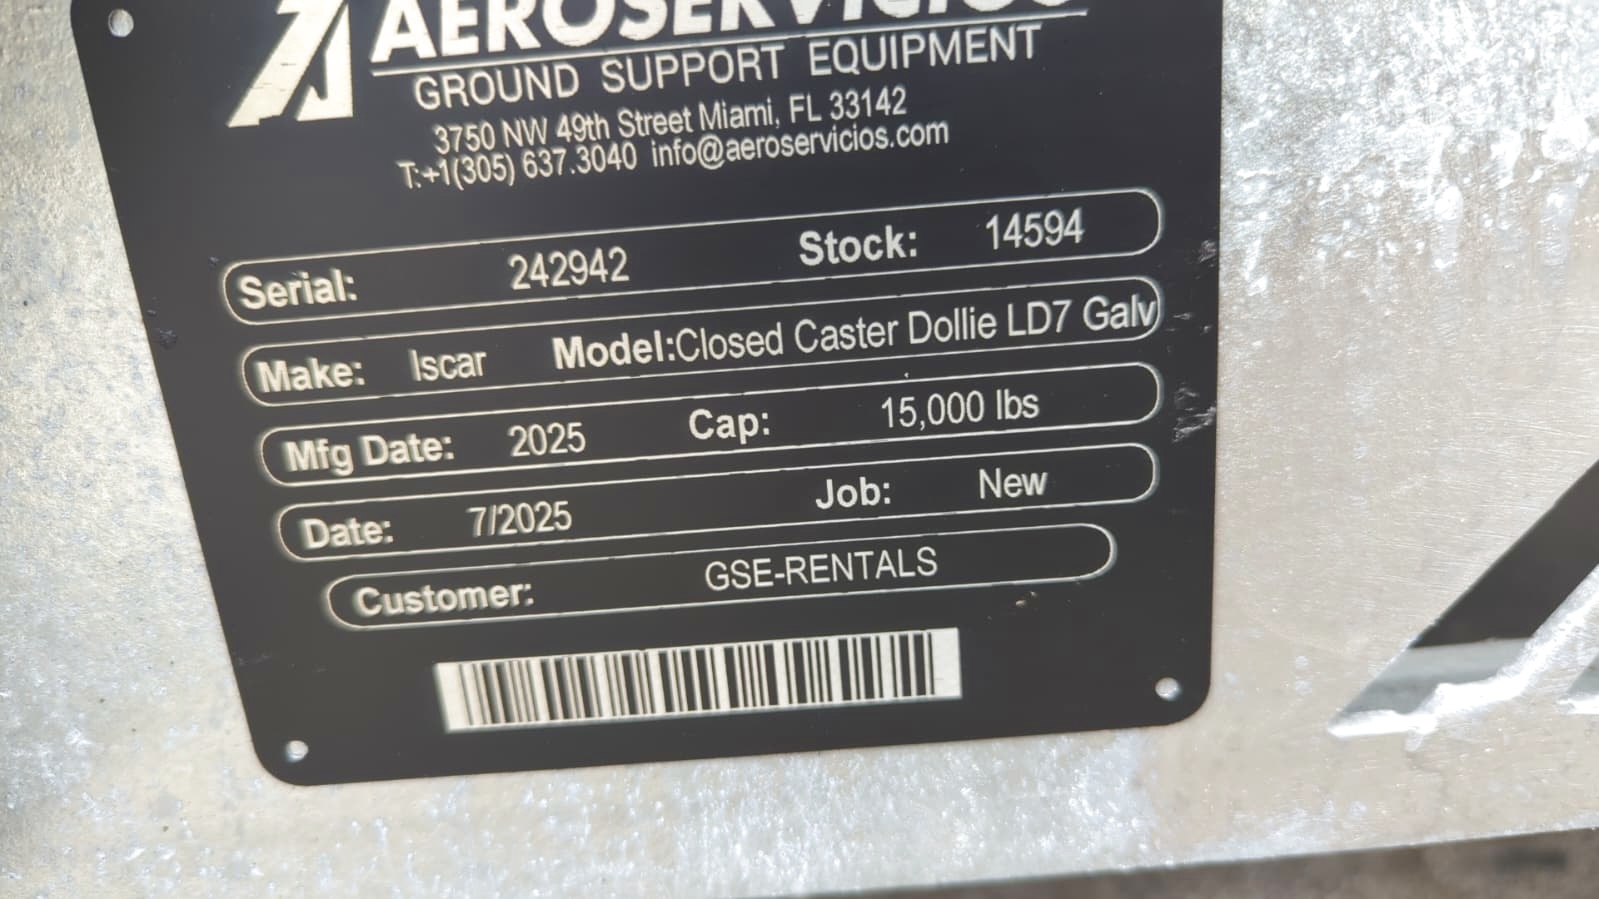 AEROSERVICIOS
GROUND SUPPORT EQUIPMENT
3750 NW 49th Street Miami, FL 33142
T:+1(305) 637.3040 info@aeroservicios.com
Serial: 242942 Stock: 14594
Make: Iscar Model:Closed Caster Dollie LD7 Galv
Mfg Date: 2025 Cap: 15,000 lbs
Date: 7/2025 Job: New
Customer: GSE-RENTALS